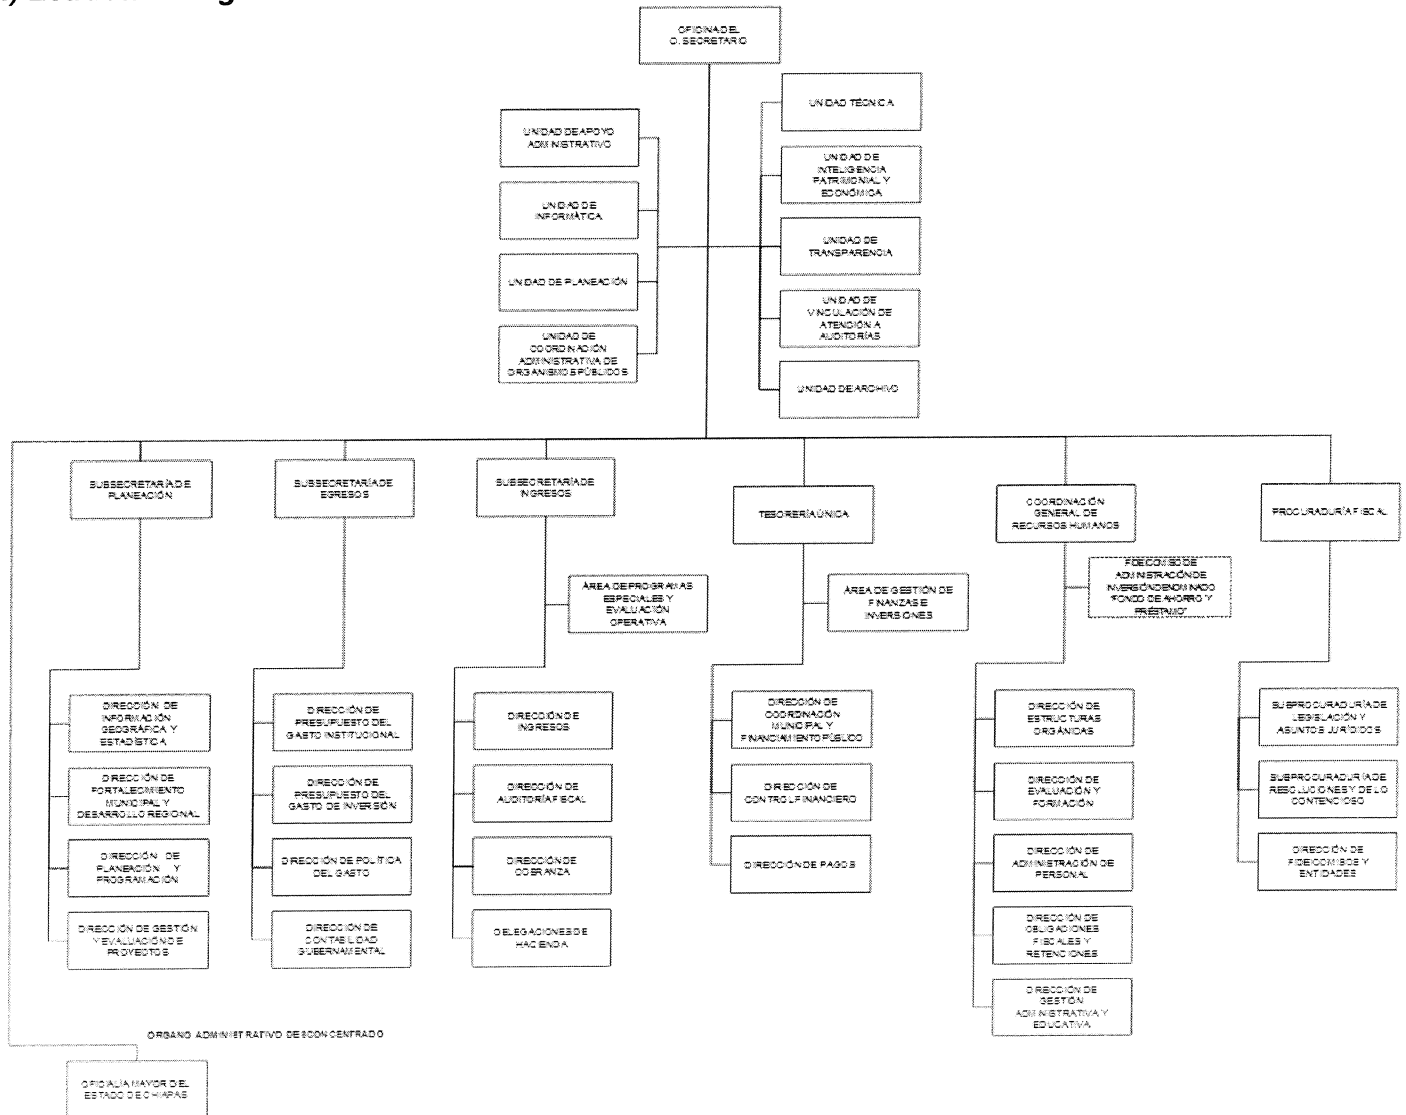 OFICINA DEL
C. SECRETARIO
UNIDAD TÉCNICA
UNIDAD DE APOYO
ADMINISTRATIVO
UNIDAD DE
INTELIGENCIA
PATRIMONIAL Y
ECONÓMICA
UNIDAD DE
INFORMÁTICA
UNIDAD DE
TRANSPARENCIA
UNIDAD DE PLANEACIÓN
UNIDAD DE
VINCULACIÓN DE
ATENCIÓN A
AUDITORÍAS
UNIDAD DE
COORDINACIÓN
ADMINISTRATIVA DE
ORGANISMOS PÚBLICOS
UNIDAD DE ARCHIVO
SUBSECRETARÍA DE
PLANEACIÓN
SUBSECRETARÍA DE
EGRESOS
SUBSECRETARÍA DE
INGRESOS
TESORERÍA ÚNICA
COORDINACIÓN
GENERAL DE
RECURSOS HUMANOS
PROCURADURÍA FISCAL
ÁREA DE PROGRAMAS
ESPECIALES Y
EVALUACIÓN
OPERATIVA
ÁREA DE GESTIÓN DE
FINANZAS E
INVERSIONES
FIDEICOMISO DE
ADMINISTRACIÓN DE
INVERSIÓN DENOMINADO
"FONDO DE AHORRO Y
PRÉSTAMO"
DIRECCIÓN DE
INFORMACIÓN
GEOGRÁFICA Y
ESTADÍSTICA
DIRECCIÓN DE
PRESUPUESTO DEL
GASTO INSTITUCIONAL
DIRECCIÓN DE
INGRESOS
DIRECCIÓN DE
COORDINACIÓN
MUNICIPAL Y
FINANCIAMIENTO PÚBLICO
DIRECCIÓN DE
ESTRUCTURAS
ORGÁNICAS
SUBPROCURADURÍA DE
LEGISLACIÓN Y
ASUNTOS JURÍDICOS
DIRECCIÓN DE
FORTALECIMIENTO
MUNICIPAL Y
DESARROLLO REGIONAL
DIRECCIÓN DE
PRESUPUESTO DEL
GASTO DE INVERSIÓN
DIRECCIÓN DE
AUDITORÍA FISCAL
DIRECCIÓN DE
CONTROL FINANCIERO
DIRECCIÓN DE
EVALUACIÓN Y
FORMACIÓN
SUBPROCURADURÍA DE
RESOLUCIONES Y DE LO
CONTENCIOSO
DIRECCIÓN DE
PLANEACIÓN Y
PROGRAMACIÓN
DIRECCIÓN DE POLÍTICA
DEL GASTO
DIRECCIÓN DE
COBRANZA
DIRECCIÓN DE PAGOS
DIRECCIÓN DE
ADMINISTRACIÓN DE
PERSONAL
DIRECCIÓN DE
FIDEICOMISOS Y
ENTIDADES
DIRECCIÓN DE GESTIÓN
Y EVALUACIÓN DE
PROYECTOS
DIRECCIÓN DE
CONTABILIDAD
GUBERNAMENTAL
DELEGACIONES DE
HACIENDA
DIRECCIÓN DE
OBLIGACIONES
FISCALES Y
RETENCIONES
DIRECCIÓN DE
GESTIÓN
ADMINISTRATIVA Y
EDUCATIVA
ÓRGANO ADMINISTRATIVO DESCONCENTRADO
OFICIALÍA MAYOR DEL
ESTADO DE CHIAPAS